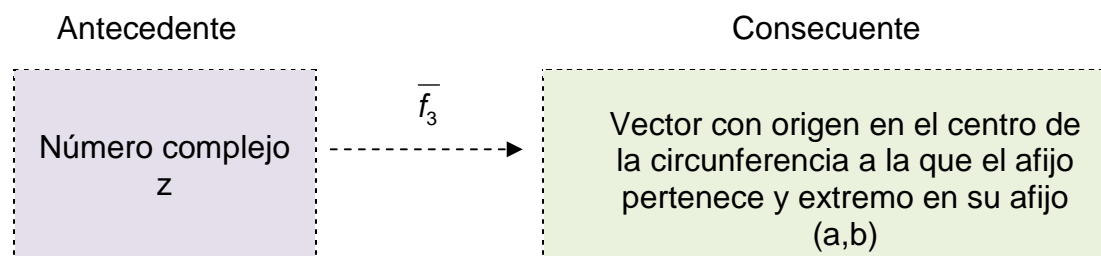 Antecedente
Consecuente
f₃
Número complejo
z
Vector con origen en el centro de
la circunferencia a la que el afijo
pertenece y extremo en su afijo
(a,b)